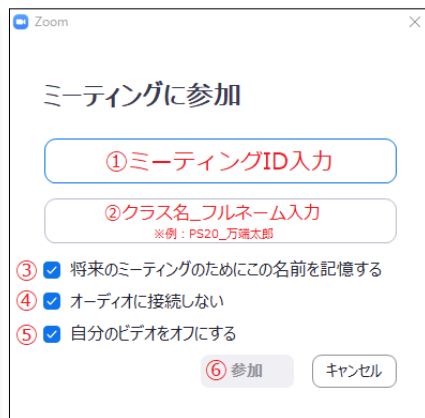 Zoom
ミーティングに参加
①ミーティングID入力
②クラス名_フルネーム入力
※例：PS20_万端太郎
③ 将来のミーティングのためにこの名前を記憶する
④ オーディオに接続しない
⑤ 自分のビデオをオフにする
⑥ 参加 キャンセル